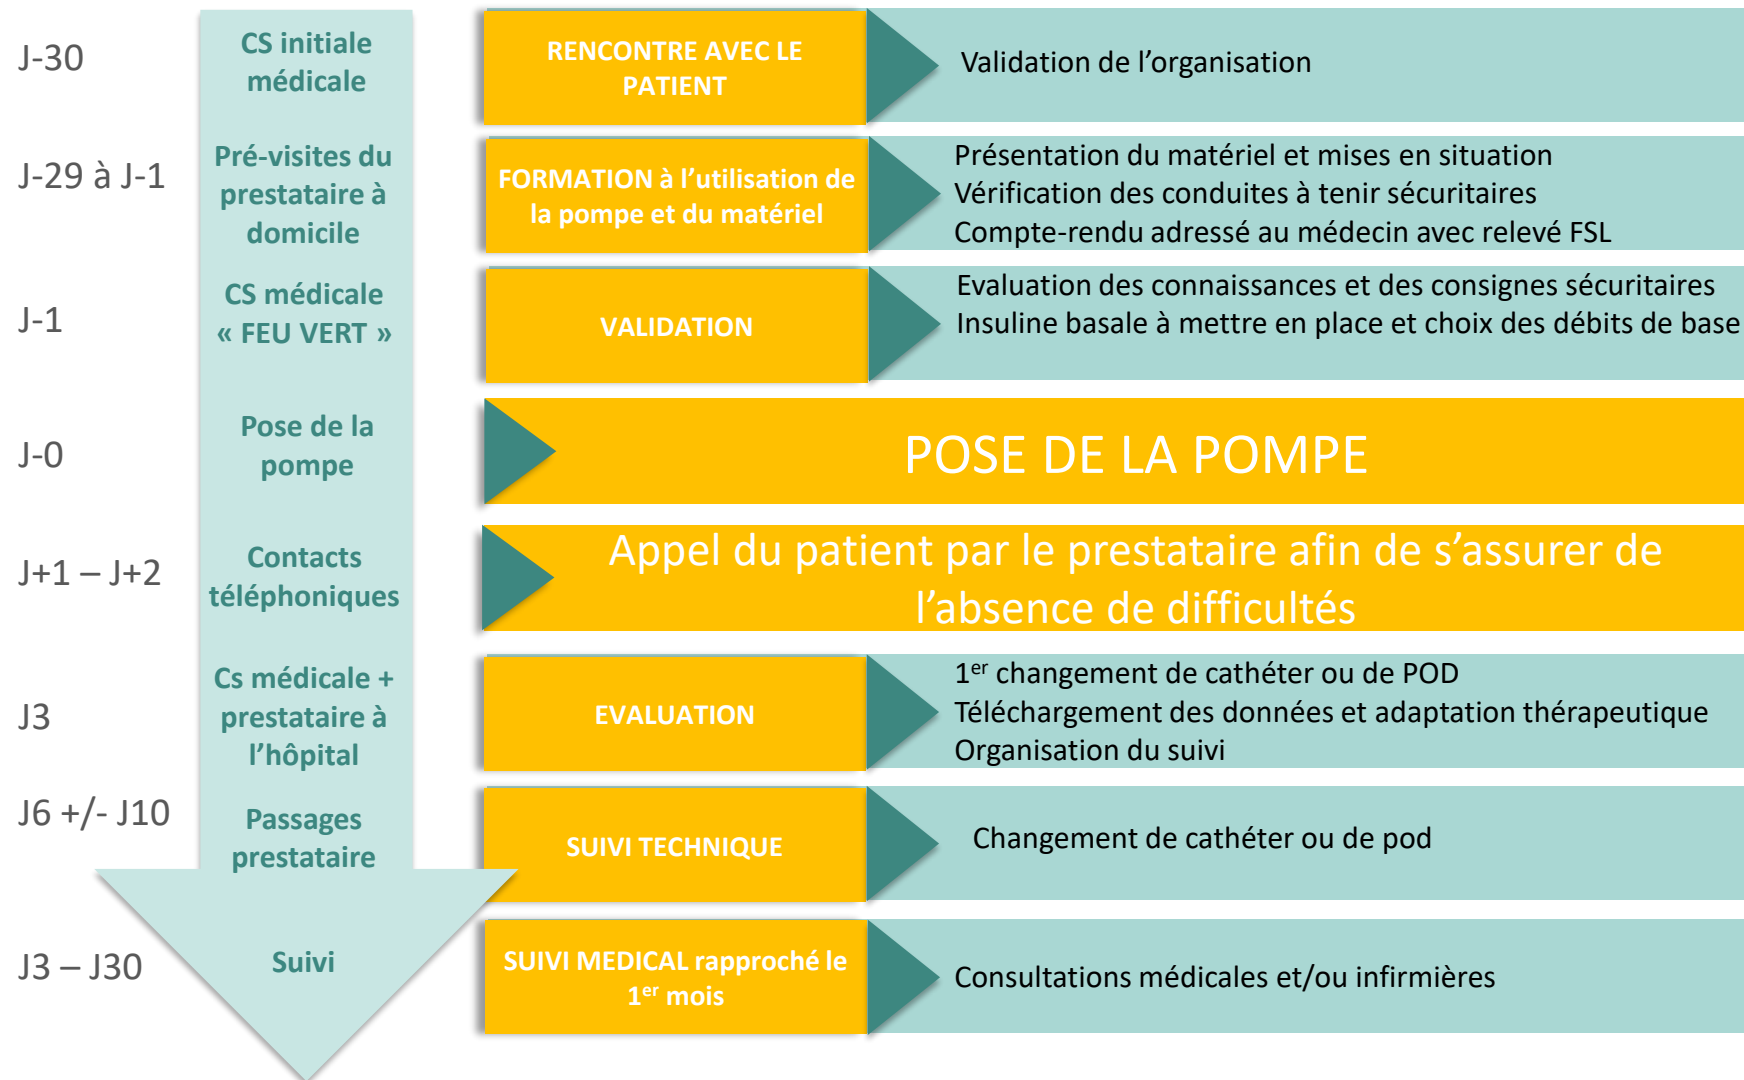 J-30
CS initiale
médicale
RENCONTRE AVEC LE
PATIENT
Validation de l’organisation
J-29 à J-1
Pré-visites du
prestataire à
domicile
FORMATION à l’utilisation de
la pompe et du matériel
Présentation du matériel et mises en situation
Vérification des conduites à tenir sécuritaires
Compte-rendu adressé au médecin avec relevé FSL
J-1
CS médicale
« FEU VERT »
VALIDATION
Evaluation des connaissances et des consignes sécuritaires
Insuline basale à mettre en place et choix des débits de base
J-0
Pose de la
pompe
POSE DE LA POMPE
J+1 – J+2
Contacts
téléphoniques
Appel du patient par le prestataire afin de s’assurer de
l’absence de difficultés
J3
Cs médicale +
prestataire à
l’hôpital
EVALUATION
1er changement de cathéter ou de POD
Téléchargement des données et adaptation thérapeutique
Organisation du suivi
J6 +/- J10
Passages
prestataire
SUIVI TECHNIQUE
Changement de cathéter ou de pod
J3 – J30
Suivi
SUIVI MEDICAL rapproché le
1er mois
Consultations médicales et/ou infirmières